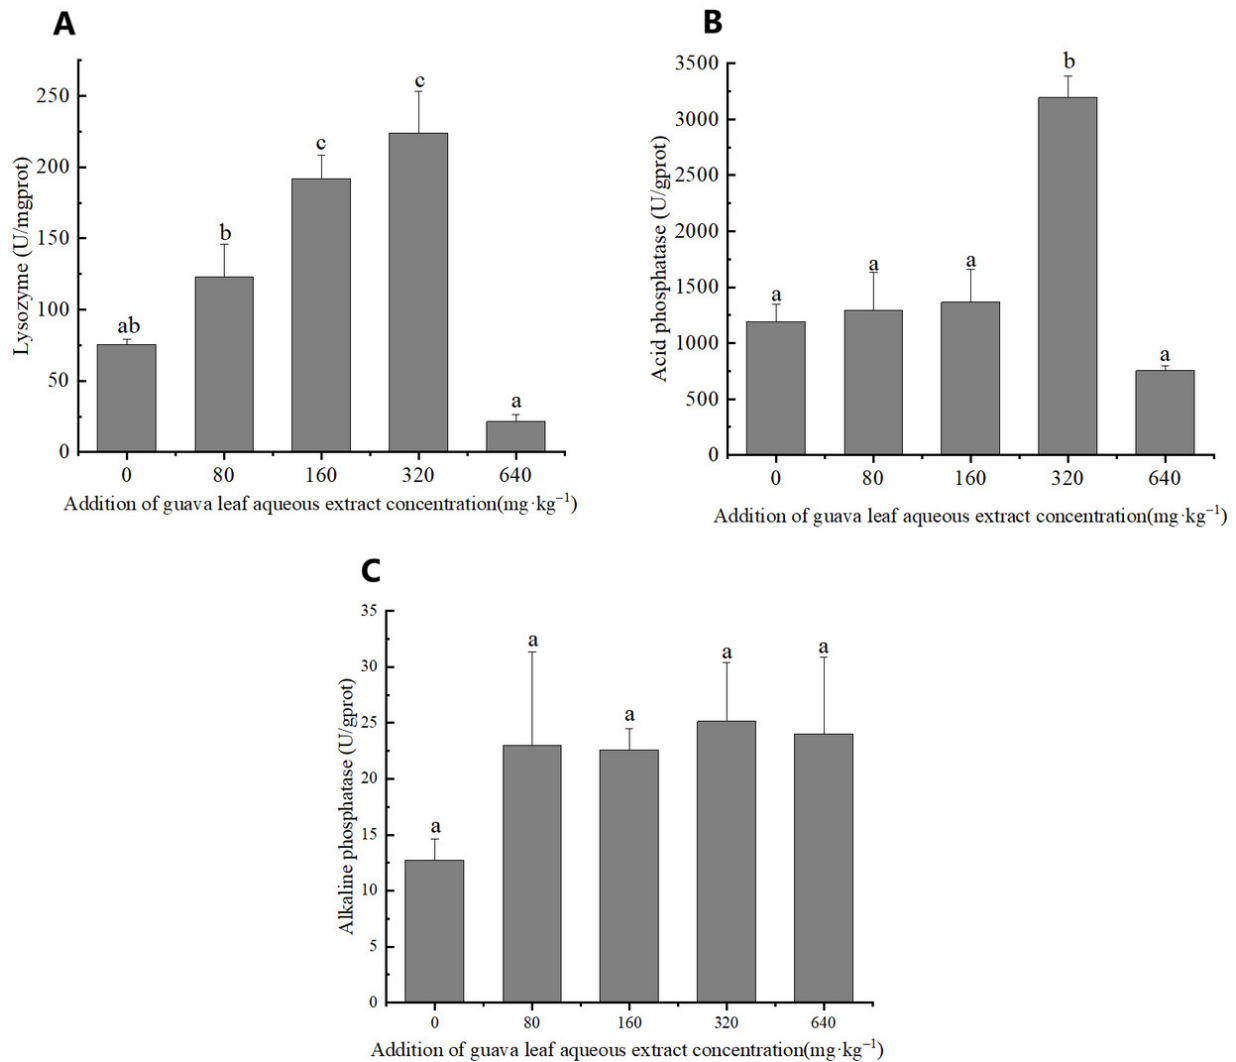 A
Lysozyme (U/mgprot)
250
200
150
100
50
0
ab
b
c
c
a
0 80 160 320 640
Addition of guava leaf aqueous extract concentration(mg·kg⁻¹)
B
Acid phosphatase (U/gprot)
3500
3000
2500
2000
1500
1000
500
0
a
a
a
b
a
0 80 160 320 640
Addition of guava leaf aqueous extract concentration(mg·kg⁻¹)
C
Alkaline phosphatase (U/gprot)
35
30
25
20
15
10
5
0
a
a
a
a
a
0 80 160 320 640
Addition of guava leaf aqueous extract concentration(mg·kg⁻¹)